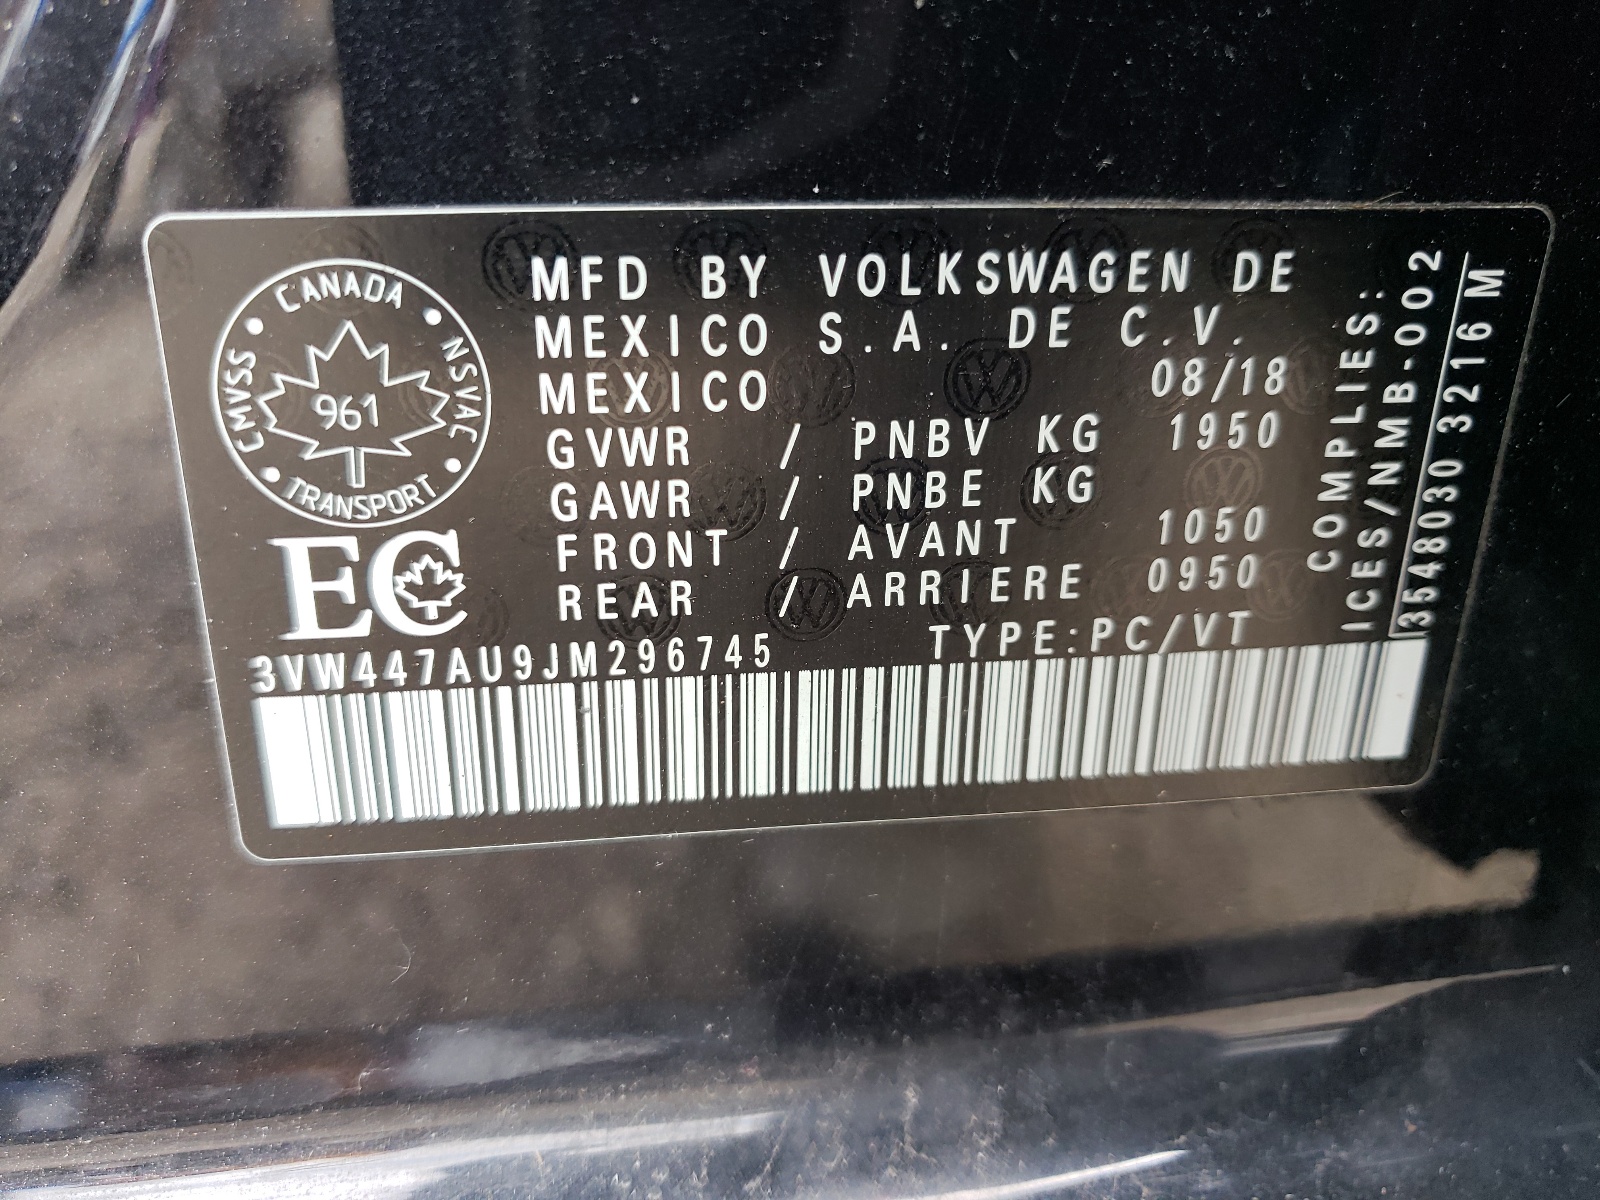 CANADA
CMVSS
NSVAC
961
TRANSPORT
EC
MFD BY VOLKSWAGEN DE
MEXICO S.A. DE C.V.
MEXICO 08/18
GVWR / PNBV KG 1950
GAWR / PNBE KG
FRONT / AVANT 1050
REAR / ARRIERE 0950
3VW447AU9JM296745 TYPE:PC/VT
COMPLIES:
ICES/NMB-002
3548030 3216 M